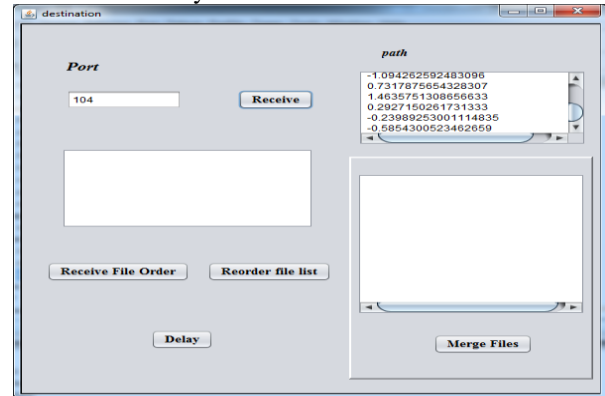 destination
path
Port
-1.094262592483096
0.7317875654328307
1.4635751308656633
0.2927150261731333
-0.23989253001114835
-0.5854300523462659
104
Receive
Receive File Order
Reorder file list
Delay
Merge Files